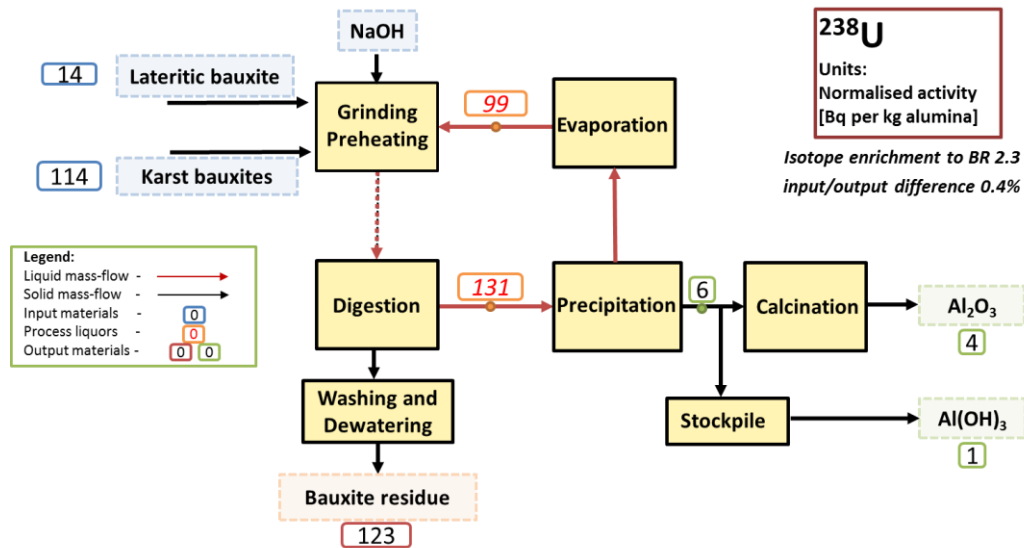 NaOH
²³⁸U
Units:
Normalised activity
[Bq per kg alumina]
14
Lateritic bauxite
Grinding
Preheating
99
Evaporation
114
Karst bauxites
Isotope enrichment to BR 2.3
input/output difference 0.4%
Legend:
Liquid mass-flow -
Solid mass-flow -
Input materials - 0
Process liquors - 0
Output materials - 0 0
Digestion
131
Precipitation
6
Calcination
Al₂O₃
4
Washing and
Dewatering
Stockpile
Al(OH)₃
1
Bauxite residue
123